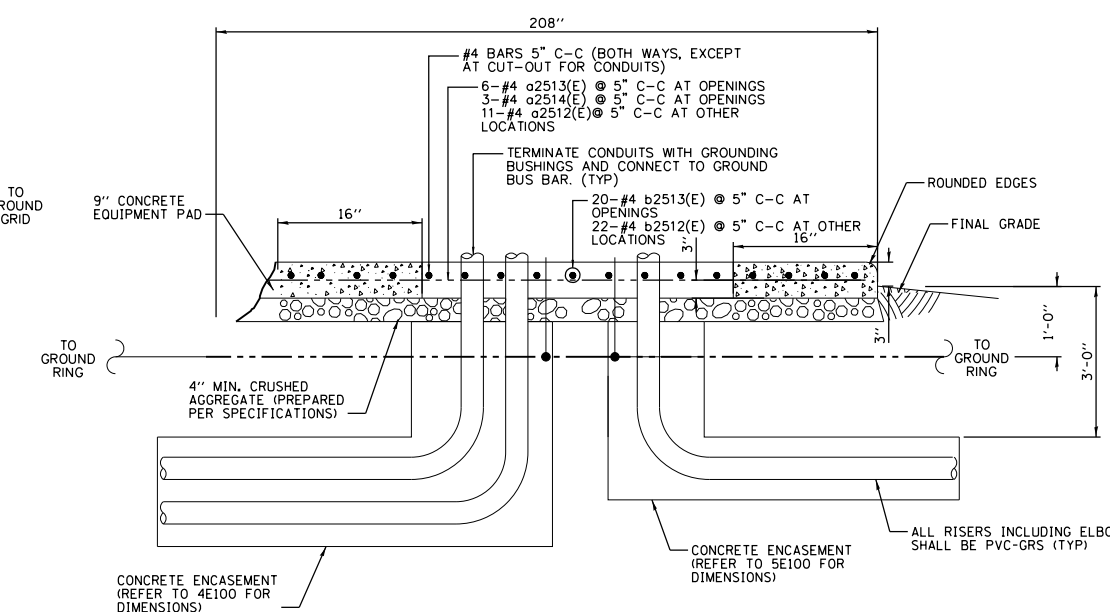 208"
#4 BARS 5" C-C (BOTH WAYS, EXCEPT
AT CUT-OUT FOR CONDUITS)
6-#4 a2513(E) @ 5" C-C AT OPENINGS
3-#4 a2514(E) @ 5" C-C AT OPENINGS
11-#4 a2512(E)@ 5" C-C AT OTHER
LOCATIONS
TERMINATE CONDUITS WITH GROUNDING
BUSHINGS AND CONNECT TO GROUND
BUS BAR. (TYP)
TO
ROUND
GRID
9" CONCRETE
EQUIPMENT PAD
16"
20-#4 b2513(E) @ 5" C-C AT
OPENINGS
22-#4 b2512(E) @ 5" C-C AT OTHER
LOCATIONS
3"
16"
ROUNDED EDGES
FINAL GRADE
TO
GROUND
RING
3"
TO
GROUND
RING
1'-0"
3'-0"
4" MIN. CRUSHED
AGGREGATE (PREPARED
PER SPECIFICATIONS)
ALL RISERS INCLUDING ELBO
SHALL BE PVC-GRS (TYP)
CONCRETE ENCASEMENT
(REFER TO 5E100 FOR
DIMENSIONS)
CONCRETE ENCASEMENT
(REFER TO 4E100 FOR
DIMENSIONS)